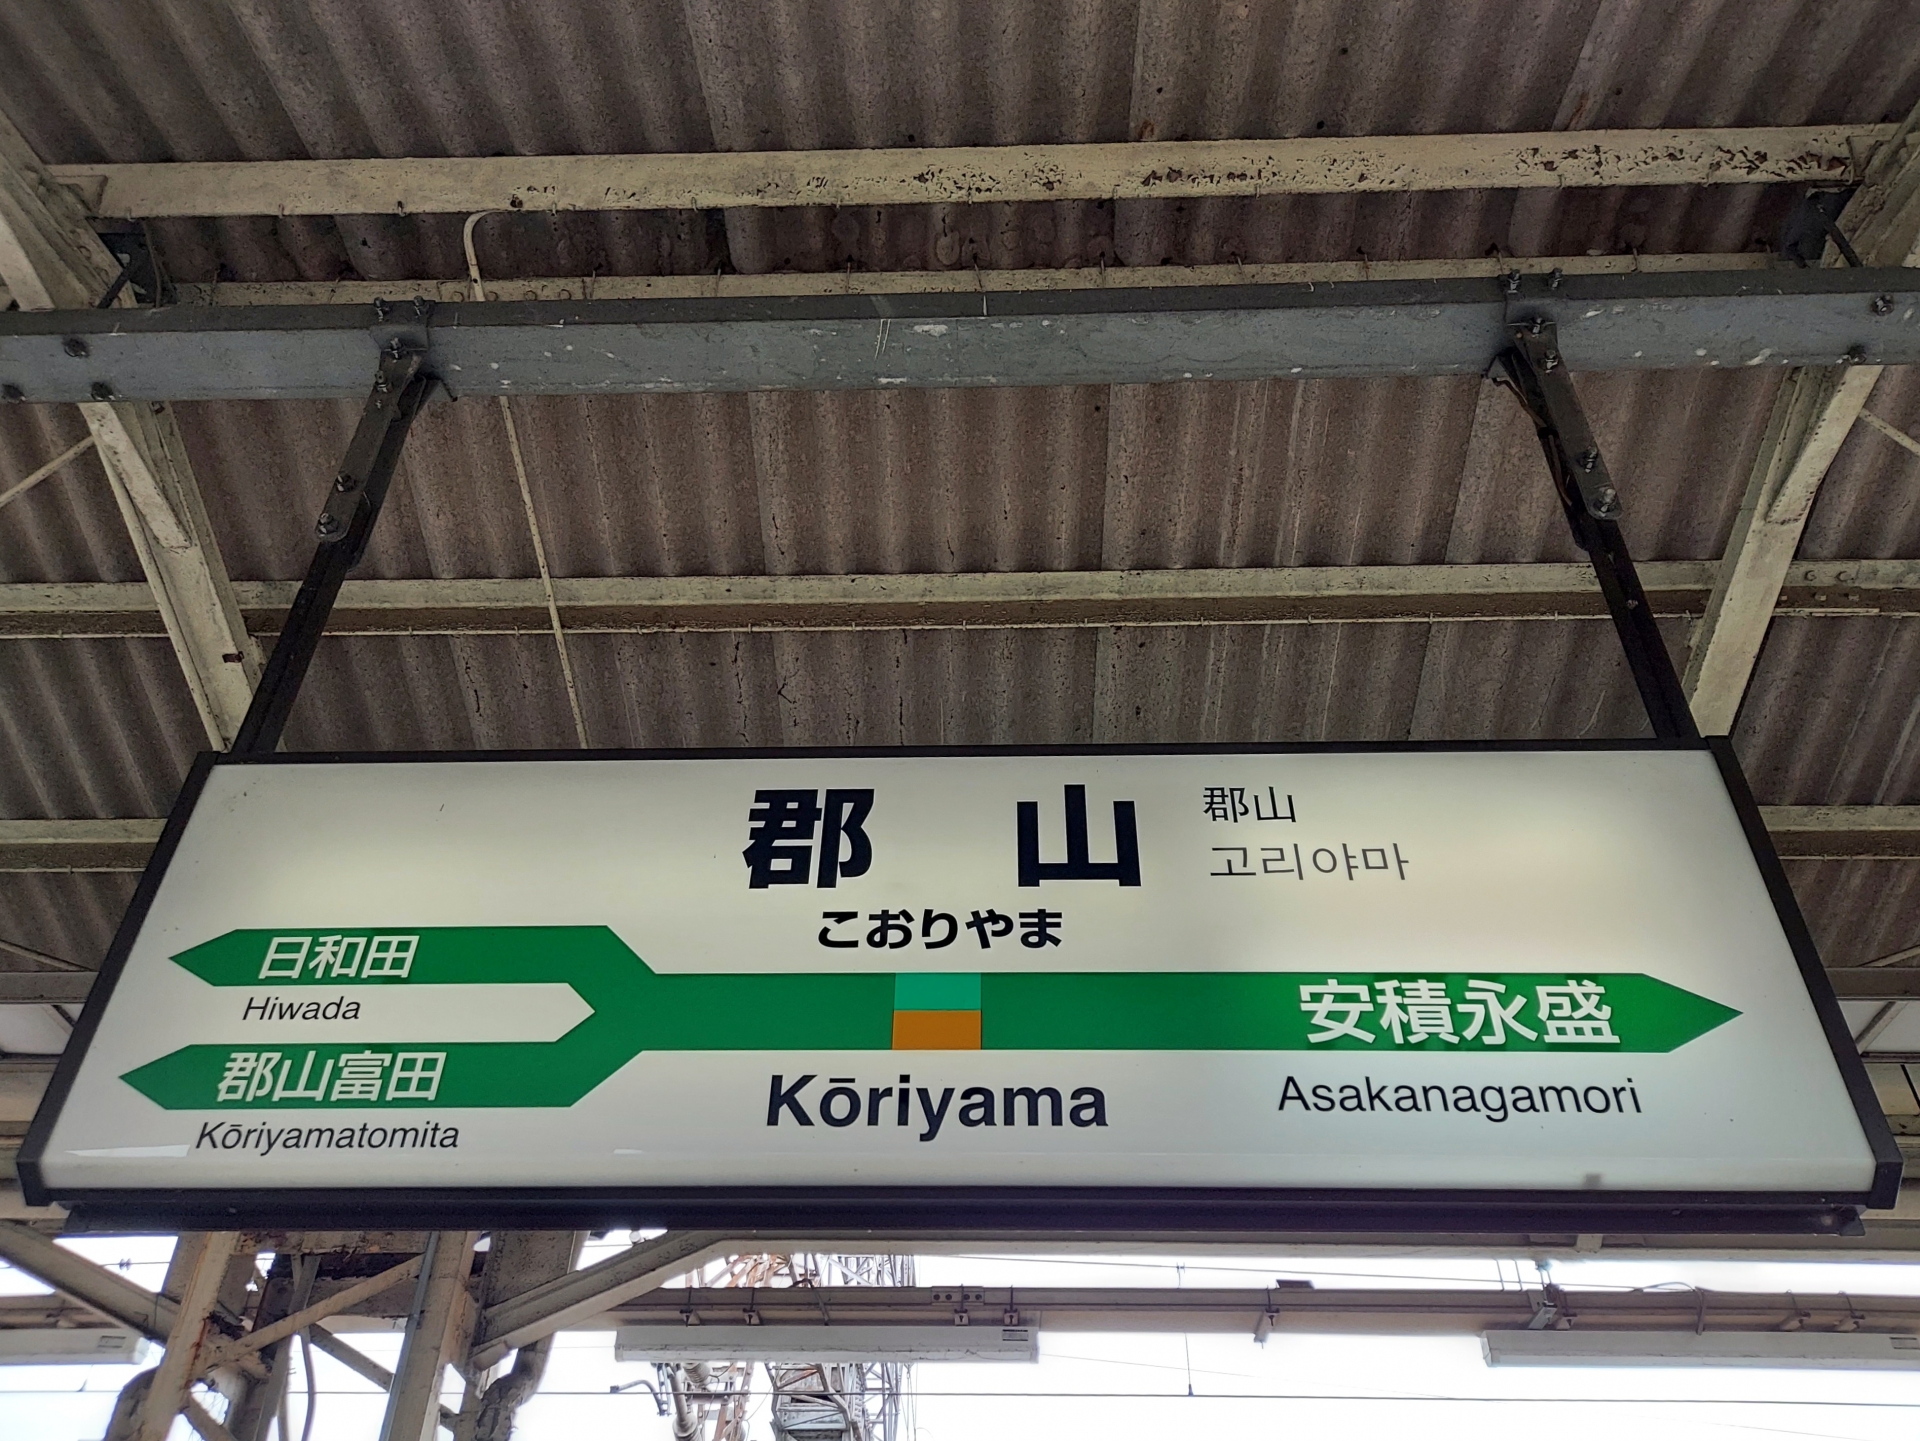 郡山
郡山
고리야마
こおりやま
日和田
Hiwada
郡山富田
Kōriyamatomita
Kōriyama
安積永盛
Asakanagamori